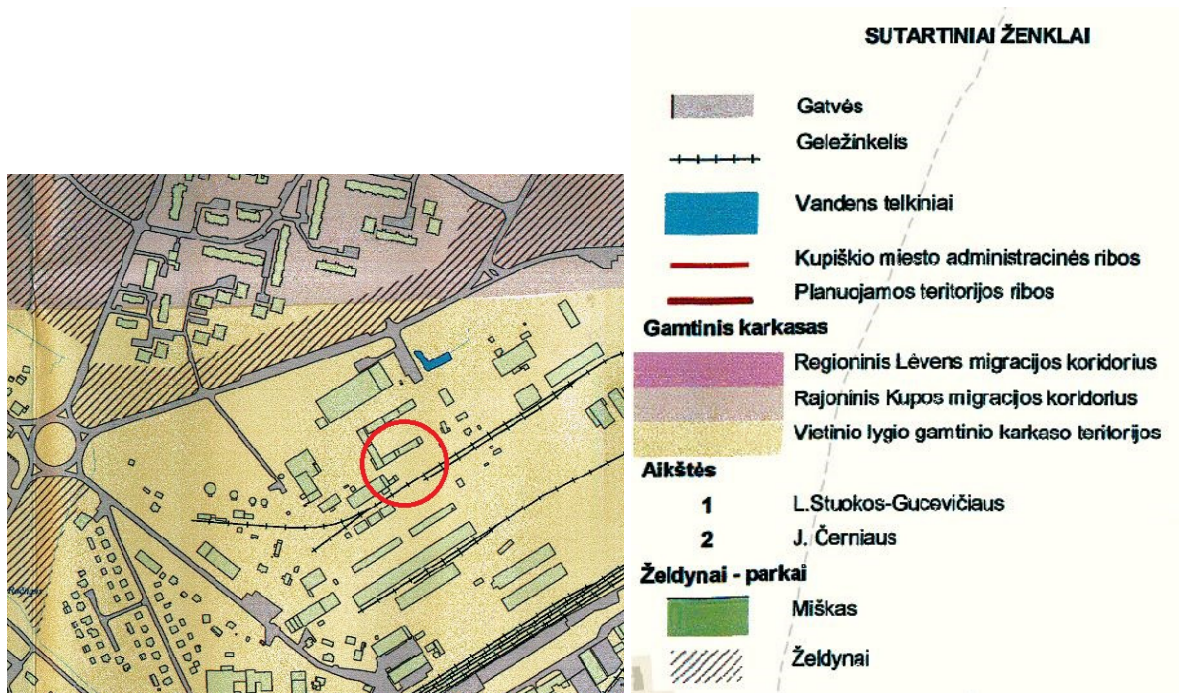 SUTARTINIAI ŽENKLAI
Gatvės
Geležinkelis
Vandens telkiniai
Kupiškio miesto administracinės ribos
Planuojamos teritorijos ribos
Gamtinis karkasas
Regioninis Lėvens migracijos koridorius
Rajoninis Kupos migracijos koridorius
Vietinio lygio gamtinio karkaso teritorijos
Aikštės
1 L.Stuokos-Gucevičiaus
2 J. Černiaus
Želdynai - parkai
Miškas
Želdynai